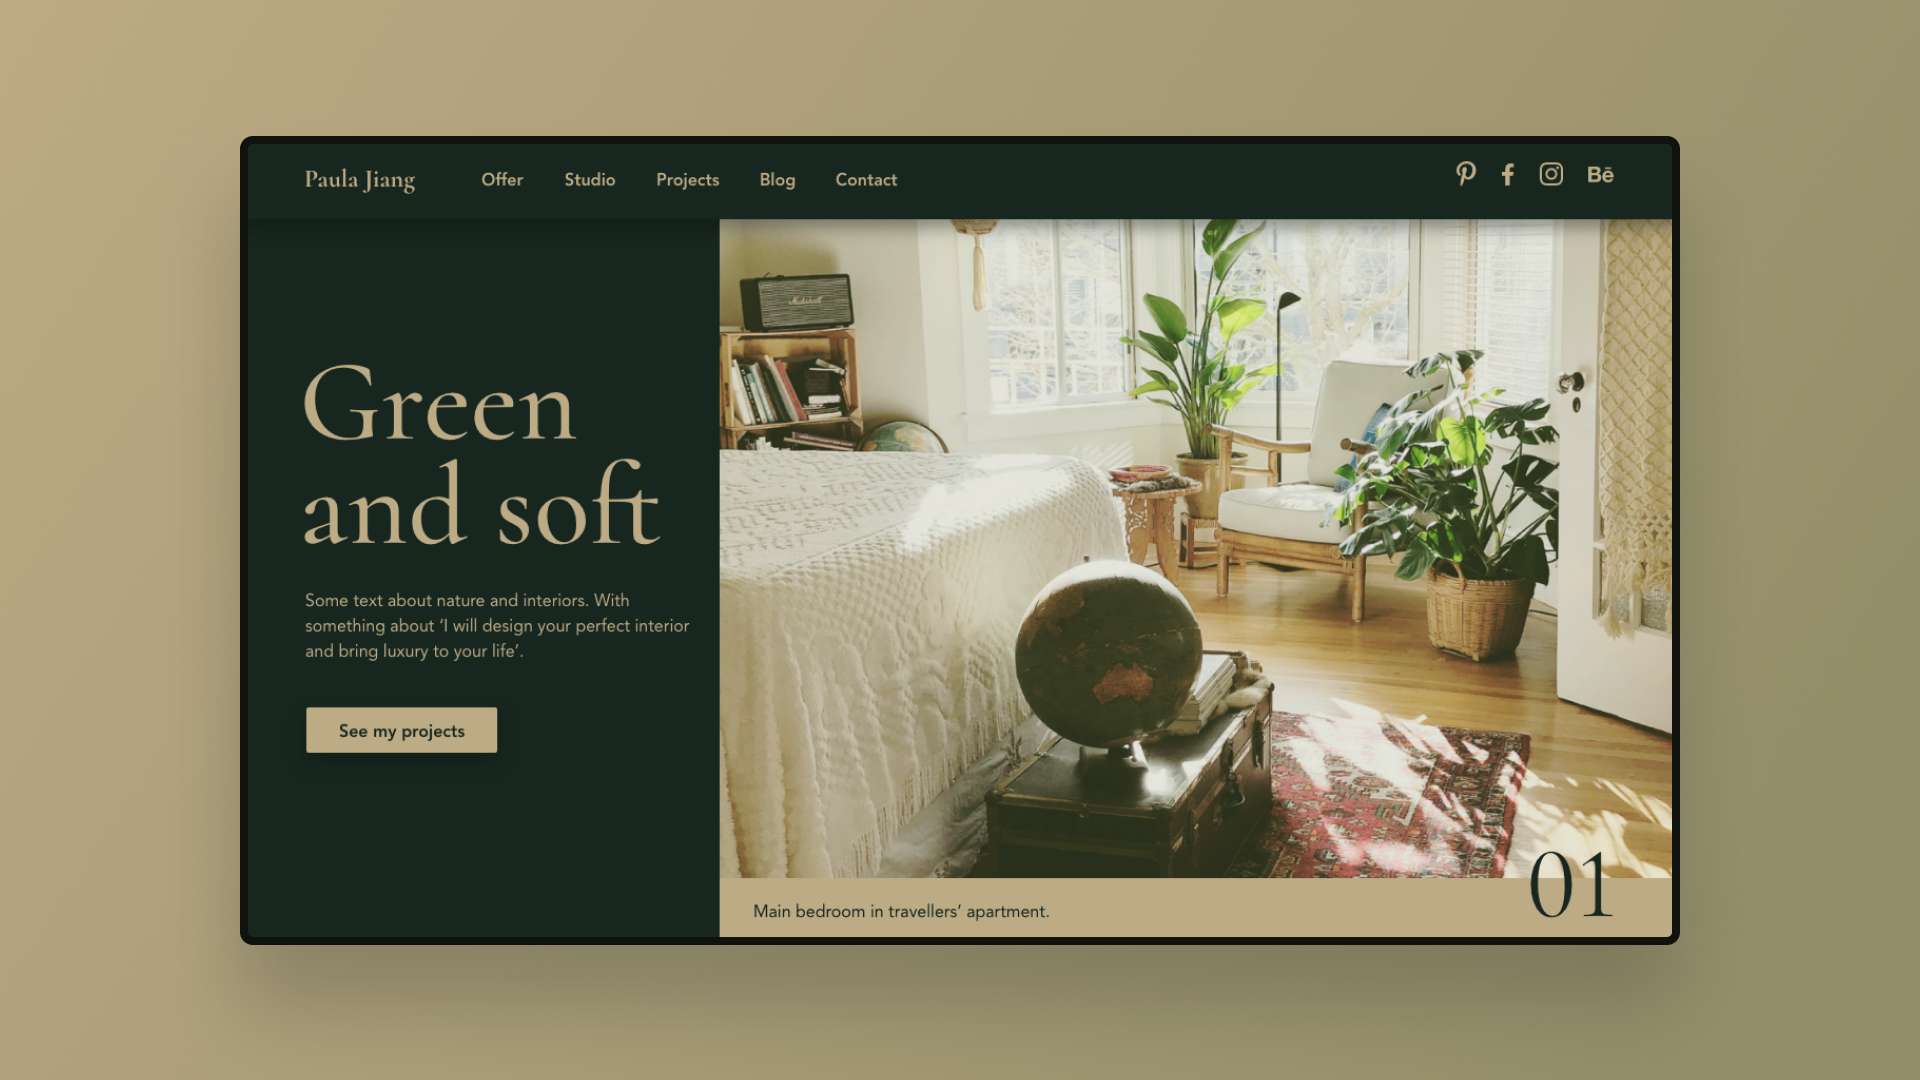 Paula Jiang
Offer
Studio
Projects
Blog
Contact
Bē
Green
and soft
Some text about nature and interiors. With
something about ‘I will design your perfect interior
and bring luxury to your life’.
See my projects
Marshall
Main bedroom in travellers’ apartment.
01